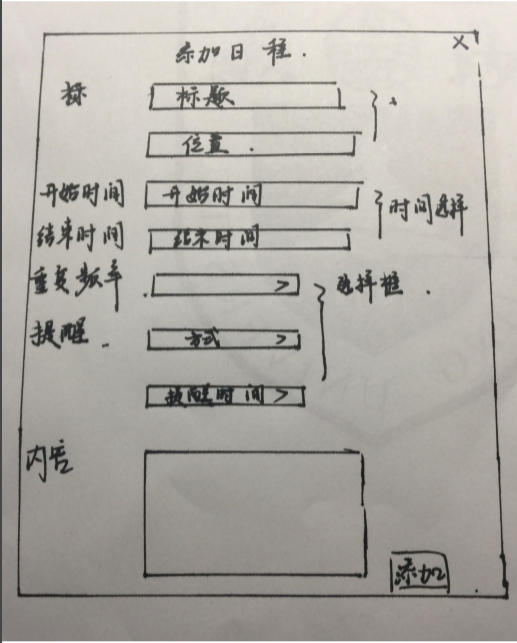 添加日程.
X
标
标题
位置.
开始时间
开始时间
时间选择
结束时间
结束时间
重复频率
>
选择框.
提醒.
方式 >
提醒时间 >
内容
添加